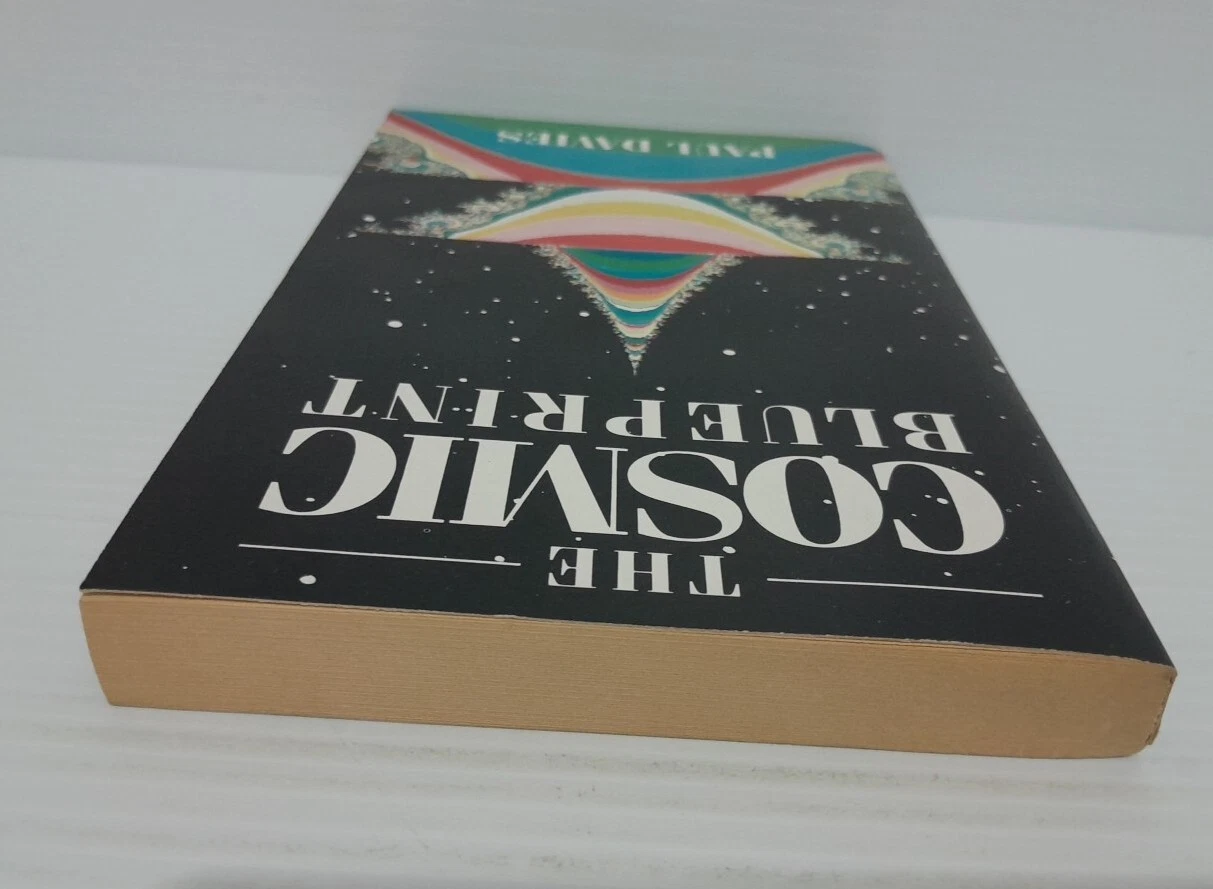 THE
COSMIC
BLUEPRINT
PAUL DAVIES